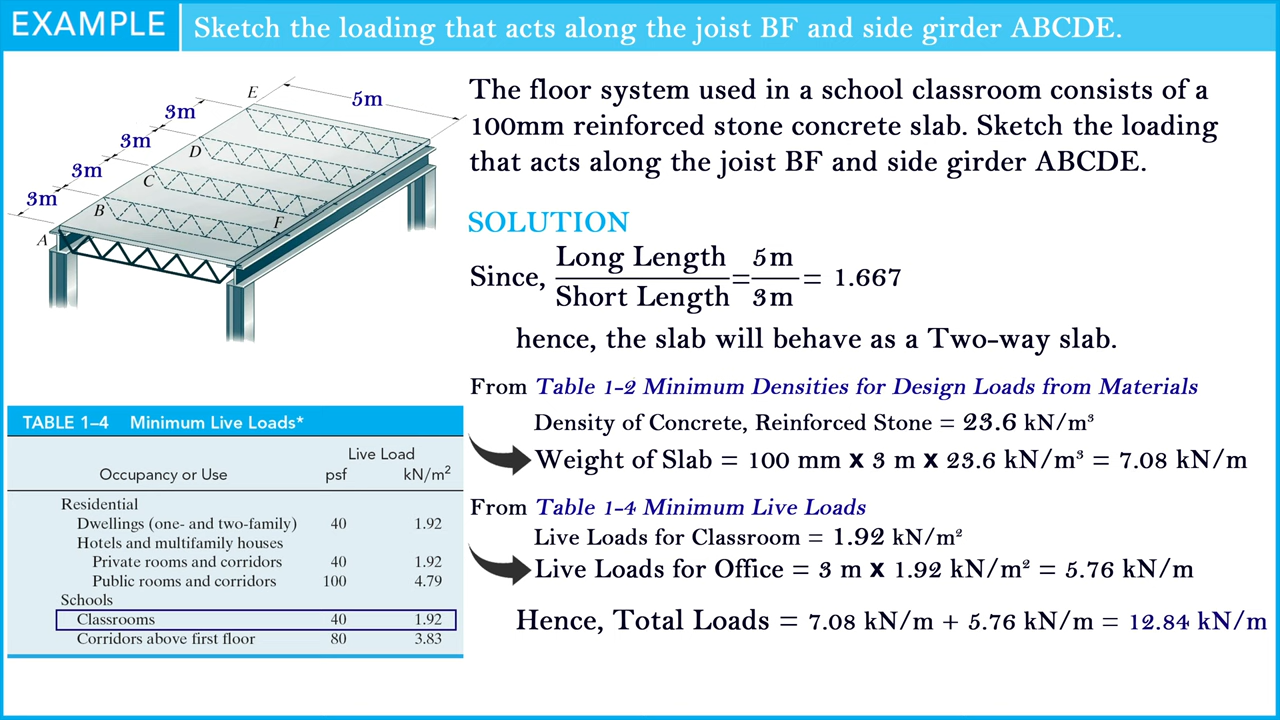 EXAMPLE
Sketch the loading that acts along the joist BF and side girder ABCDE.
E
5m
3m
3m
D
3m
C
3m
B
F
A
The floor system used in a school classroom consists of a
100mm reinforced stone concrete slab. Sketch the loading
that acts along the joist BF and side girder ABCDE.
SOLUTION
Since, Long Length / Short Length = 5m / 3m = 1.667
hence, the slab will behave as a Two-way slab.
From Table 1-2 Minimum Densities for Design Loads from Materials
Density of Concrete, Reinforced Stone = 23.6 kN/m³
Weight of Slab = 100 mm x 3 m x 23.6 kN/m³ = 7.08 kN/m
From Table 1-4 Minimum Live Loads
Live Loads for Classroom = 1.92 kN/m²
Live Loads for Office = 3 m x 1.92 kN/m² = 5.76 kN/m
Hence, Total Loads = 7.08 kN/m + 5.76 kN/m = 12.84 kN/m
TABLE 1–4 Minimum Live Loads*
Live Load
Occupancy or Use psf kN/m²
Residential
Dwellings (one- and two-family) 40 1.92
Hotels and multifamily houses
Private rooms and corridors 40 1.92
Public rooms and corridors 100 4.79
Schools
Classrooms 40 1.92
Corridors above first floor 80 3.83